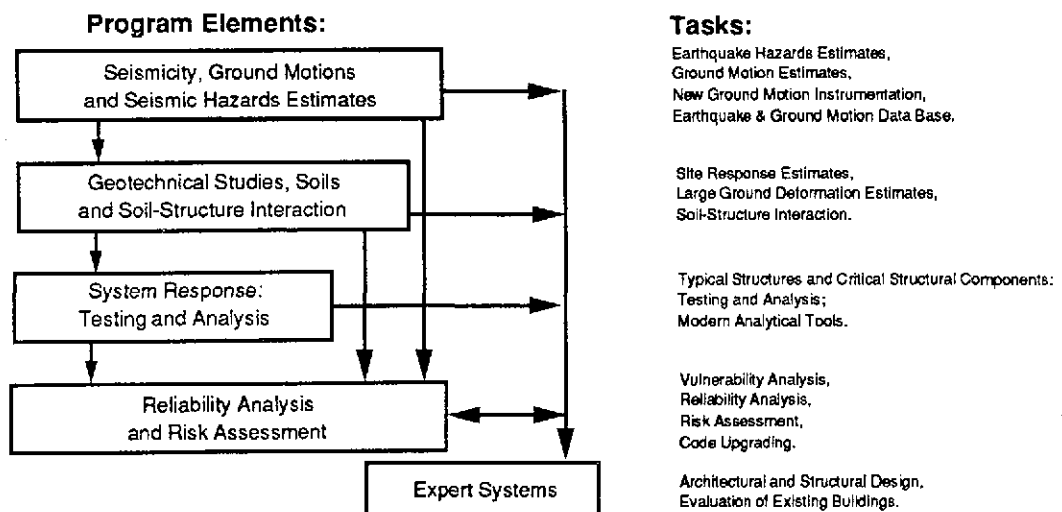 Program Elements:
Seismicity, Ground Motions
and Seismic Hazards Estimates
Geotechnical Studies, Soils
and Soil-Structure Interaction
System Response:
Testing and Analysis
Reliability Analysis
and Risk Assessment
Expert Systems
Tasks:
Earthquake Hazards Estimates,
Ground Motion Estimates,
New Ground Motion Instrumentation,
Earthquake & Ground Motion Data Base.
Site Response Estimates,
Large Ground Deformation Estimates,
Soil-Structure Interaction.
Typical Structures and Critical Structural Components:
Testing and Analysis;
Modern Analytical Tools.
Vulnerability Analysis,
Reliability Analysis,
Risk Assessment,
Code Upgrading.
Architectural and Structural Design,
Evaluation of Existing Buildings.